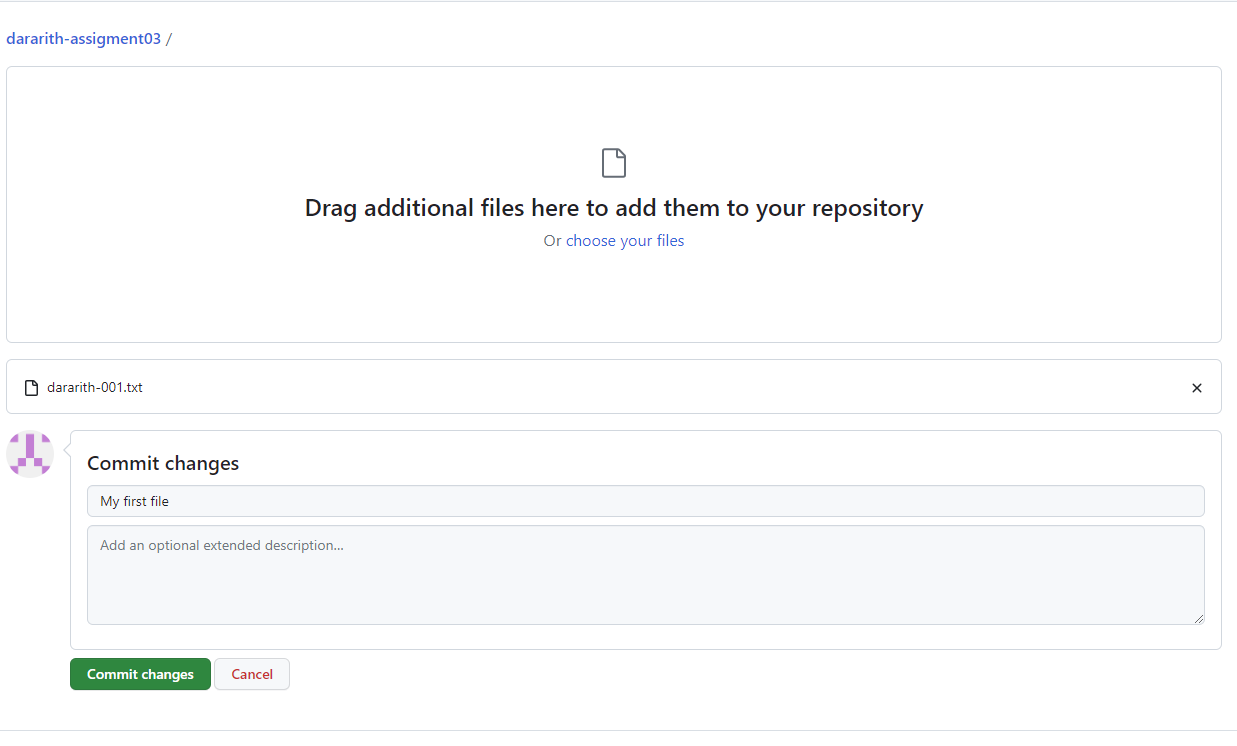 dararith-assigment03 /
Drag additional files here to add them to your repository
Or choose your files
dararith-001.txt
Commit changes
My first file
Add an optional extended description...
Commit changes Cancel